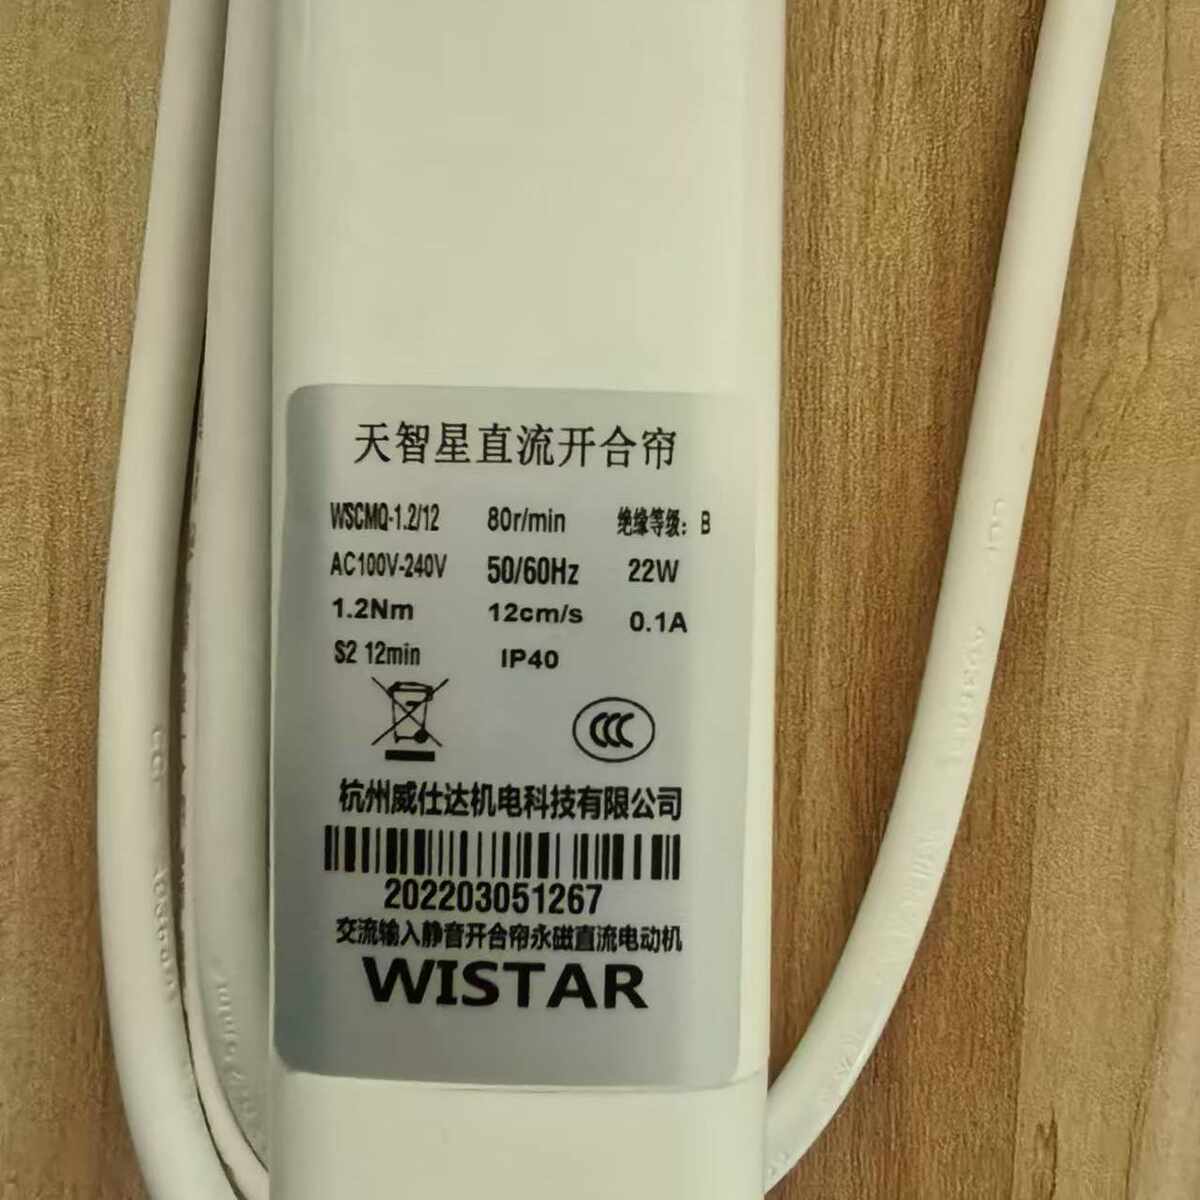 天智星直流开合帘
WSCMQ-1.2/12 80r/min 绝缘等级: B
AC100V-240V 50/60Hz 22W
1.2Nm 12cm/s 0.1A
S2 12min IP40
CCC
杭州威仕达机电科技有限公司
202203051267
交流输入静音开合帘永磁直流电动机
WISTAR